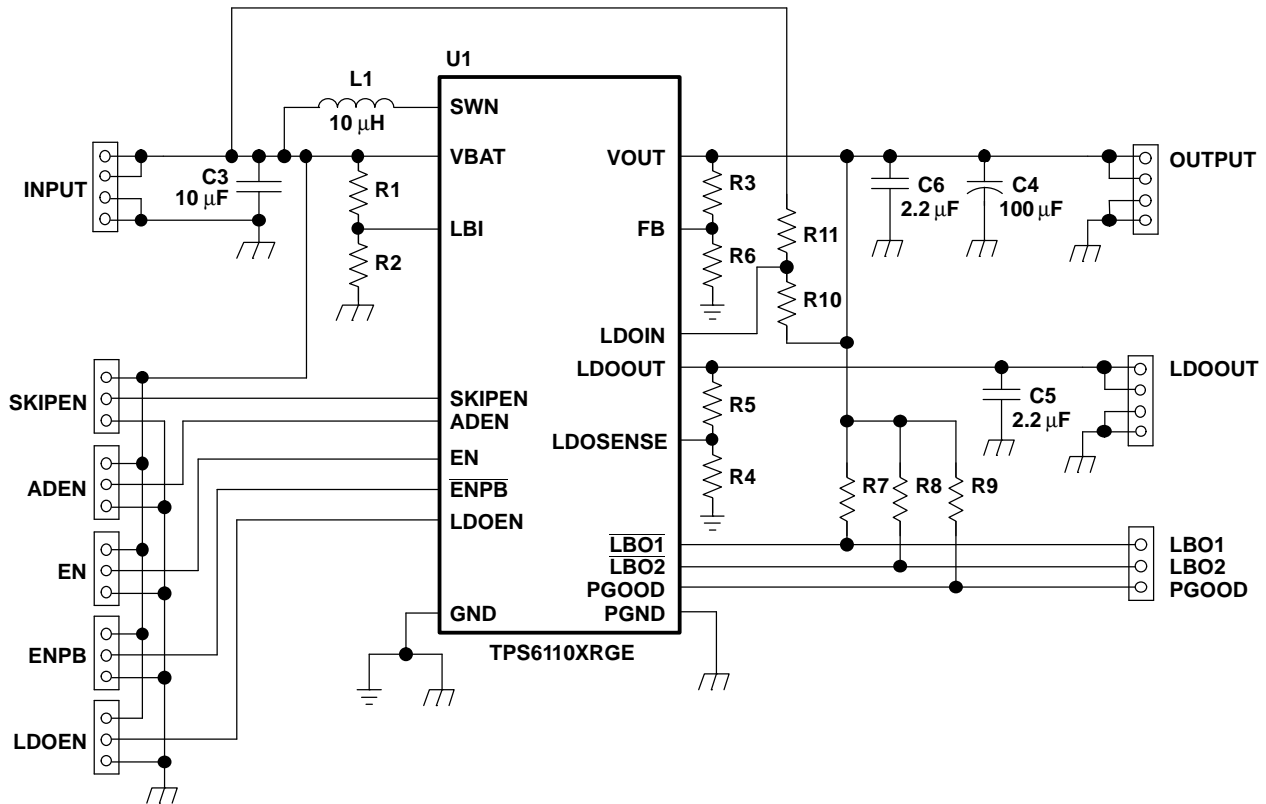 U1
L1
10 µH
SWN
VBAT
VOUT
OUTPUT
INPUT
C3
10 µF
R1
R3
C6
2.2 µF
C4
100 µF
LBI
FB
R11
R2
R6
R10
LDOIN
LDOOUT
LDOOUT
SKIPEN
SKIPEN
R5
C5
2.2 µF
ADEN
LDOSENSE
EN
ADEN
ENPB
R4
R7
R8
R9
LDOEN
LBO1
LBO1
EN
LBO2
LBO2
PGOOD
PGOOD
GND
PGND
ENPB
TPS6110XRGE
LDOEN